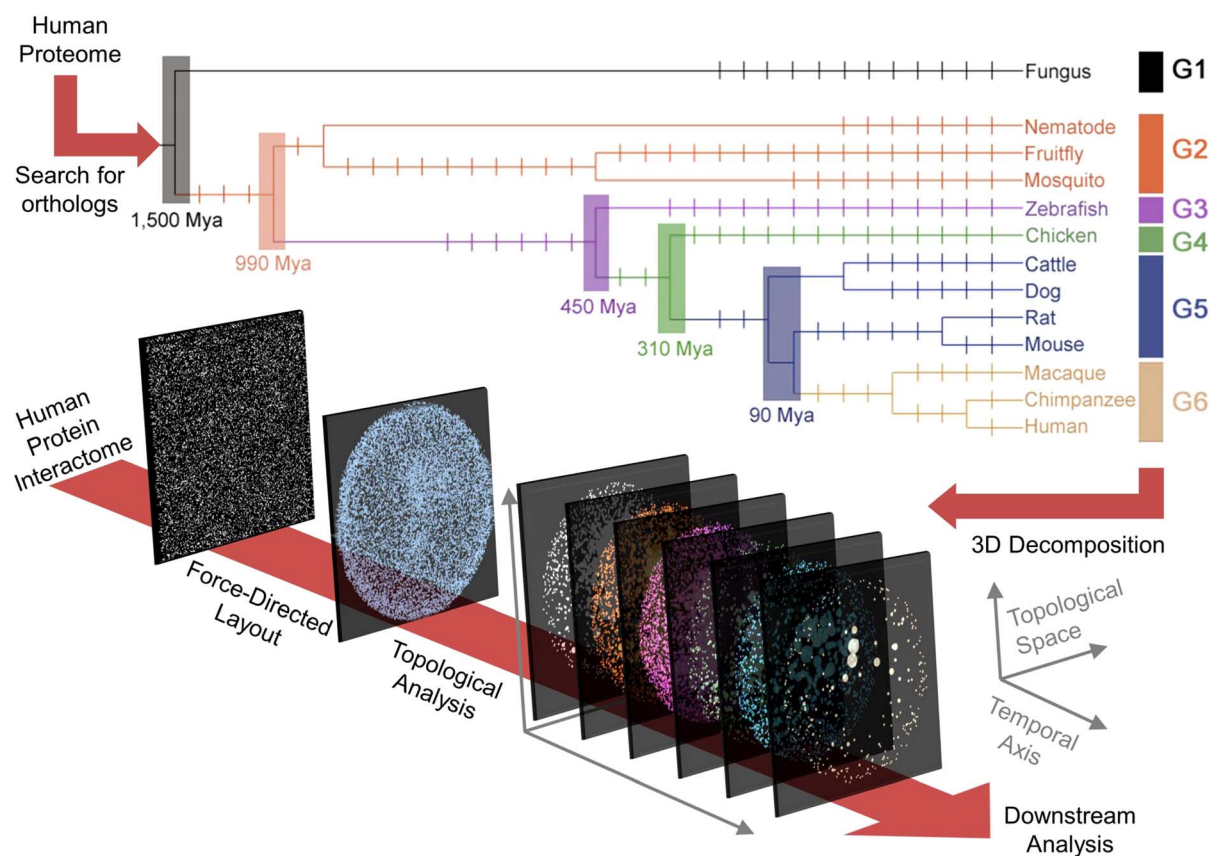 Human
Proteome
Search for
orthologs
1,500 Mya
990 Mya
450 Mya
310 Mya
90 Mya
Fungus
Nematode
Fruitfly
Mosquito
Zebrafish
Chicken
Cattle
Dog
Rat
Mouse
Macaque
Chimpanzee
Human
G1
G2
G3
G4
G5
G6
Human
Protein
Interactome
Force-Directed
Layout
Topological
Analysis
3D Decomposition
Topological
Space
Temporal
Axis
Downstream
Analysis